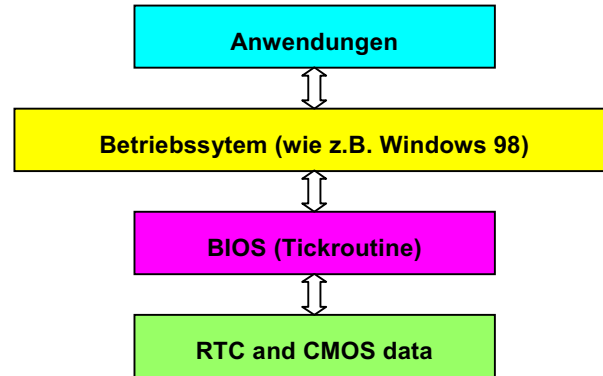 Anwendungen
Betriebssytem (wie z.B. Windows 98)
BIOS (Tickroutine)
RTC and CMOS data